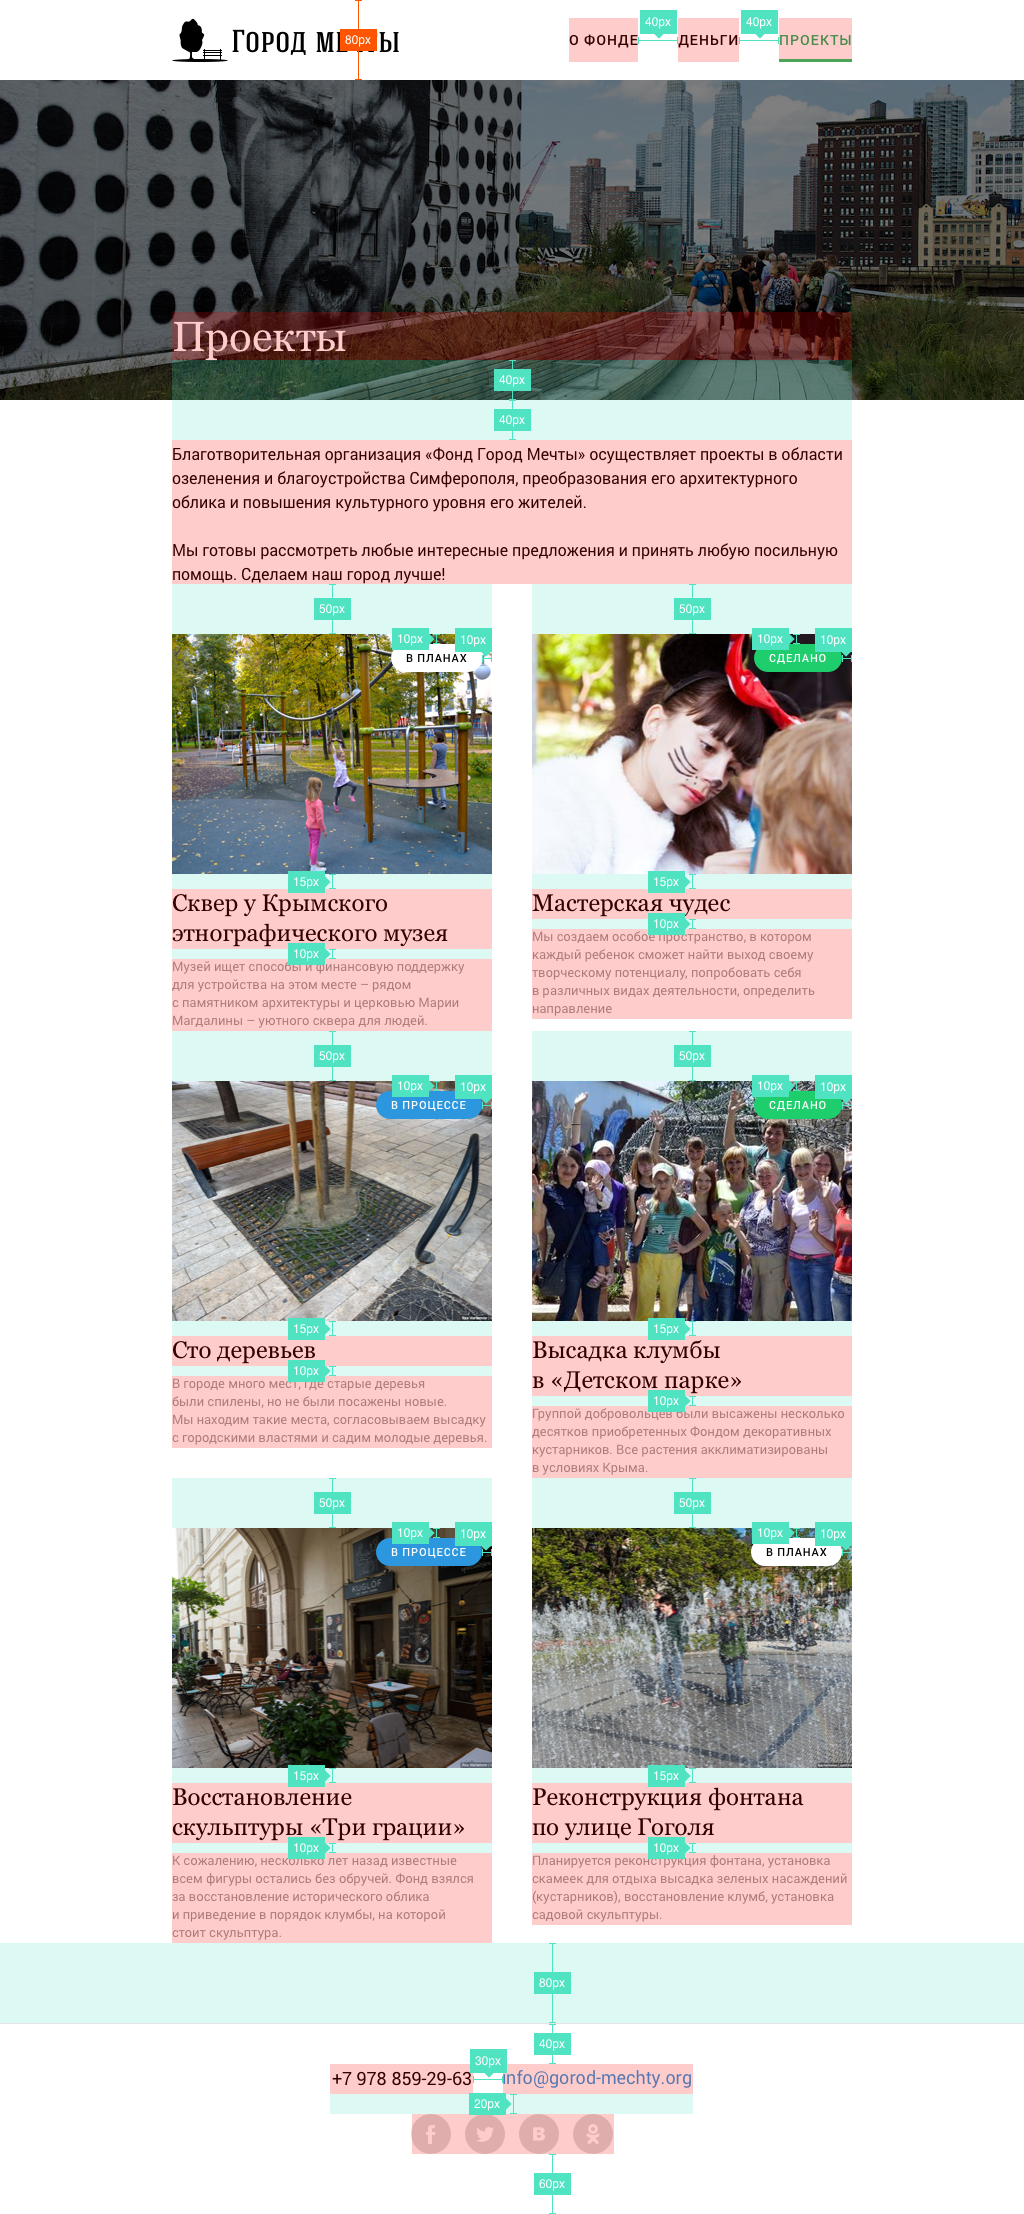 Город м ты
80px
О ФОНДЕ
40px
ДЕНЬГИ
40px
ПРОЕКТЫ
Проекты
40px
40px
Благотворительная организация «Фонд Город Мечты» осуществляет проекты в области
озеленения и благоустройства Симферополя, преобразования его архитектурного
облика и повышения культурного уровня его жителей.
Мы готовы рассмотреть любые интересные предложения и принять любую посильную
помощь. Сделаем наш город лучше!
50px
50px
10px
10px
В ПЛАНАХ
10px
10px
СДЕЛАНО
15px
Сквер у Крымского
этнографического музея
10px
Музей ищет способы и финансовую поддержку
для устройства на этом месте – рядом
с памятником архитектуры и церковью Марии
Магдалины – уютного сквера для людей.
15px
Мастерская чудес
10px
Мы создаем особое пространство, в котором
каждый ребенок сможет найти выход своему
творческому потенциалу, попробовать себя
в различных видах деятельности, определить
направление
50px
50px
10px
10px
В ПРОЦЕССЕ
10px
10px
СДЕЛАНО
15px
Сто деревьев
10px
В городе много мест, где старые деревья
были спилены, но не были посажены новые.
Мы находим такие места, согласовываем высадку
с городскими властями и садим молодые деревья.
15px
Высадка клумбы
в «Детском парке»
10px
Группой добровольцев были высажены несколько
десятков приобретенных Фондом декоративных
кустарников. Все растения акклиматизированы
в условиях Крыма.
50px
50px
10px
10px
В ПРОЦЕССЕ
KUGLOF
10px
10px
В ПЛАНАХ
15px
Восстановление
скульптуры «Три грации»
10px
К сожалению, несколько лет назад известные
всем фигуры остались без обручей. Фонд взялся
за восстановление исторического облика
и приведение в порядок клумбы, на которой
стоит скульптура.
15px
Реконструкция фонтана
по улице Гоголя
10px
Планируется реконструкция фонтана, установка
скамеек для отдыха высадка зеленых насаждений
(кустарников), восстановление клумб, установка
садовой скульптуры.
80px
40px
30px
+7 978 859-29-63
info@gorod-mechty.org
20px
60px